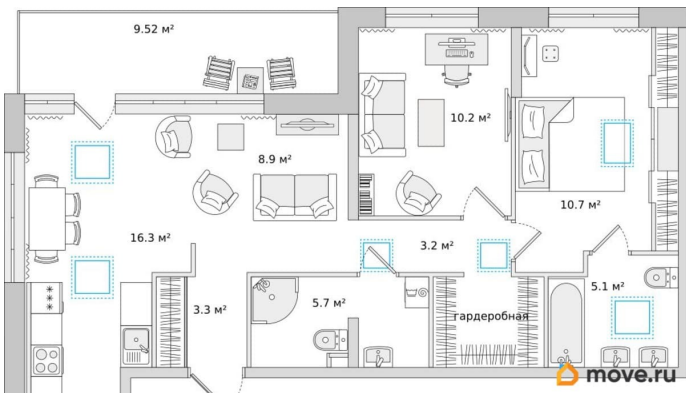 9.52 м²
10.2 м²
8.9 м²
10.7 м²
16.3 м²
3.2 м²
5.1 м²
3.3 м²
5.7 м²
гардеробная
move.ru